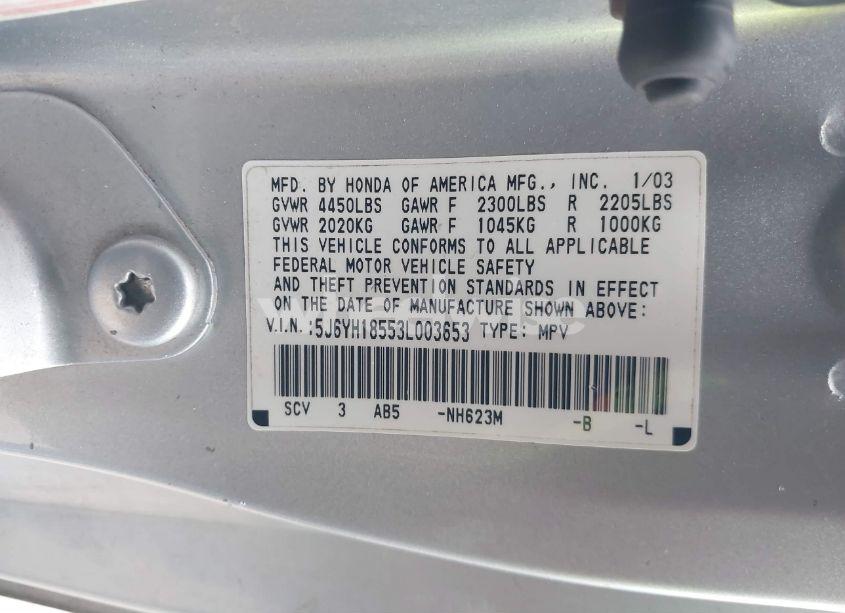 MFD. BY HONDA OF AMERICA MFG., INC. 1/03
GVWR 4450LBS GAWR F 2300LBS R 2205LBS
GVWR 2020KG GAWR F 1045KG R 1000KG
THIS VEHICLE CONFORMS TO ALL APPLICABLE
FEDERAL MOTOR VEHICLE SAFETY
AND THEFT PREVENTION STANDARDS IN EFFECT
ON THE DATE OF MANUFACTURE SHOWN ABOVE:
V.I.N.:5J6YH18553L003653 TYPE: MPV
SCV 3 AB5 -NH623M -B -L